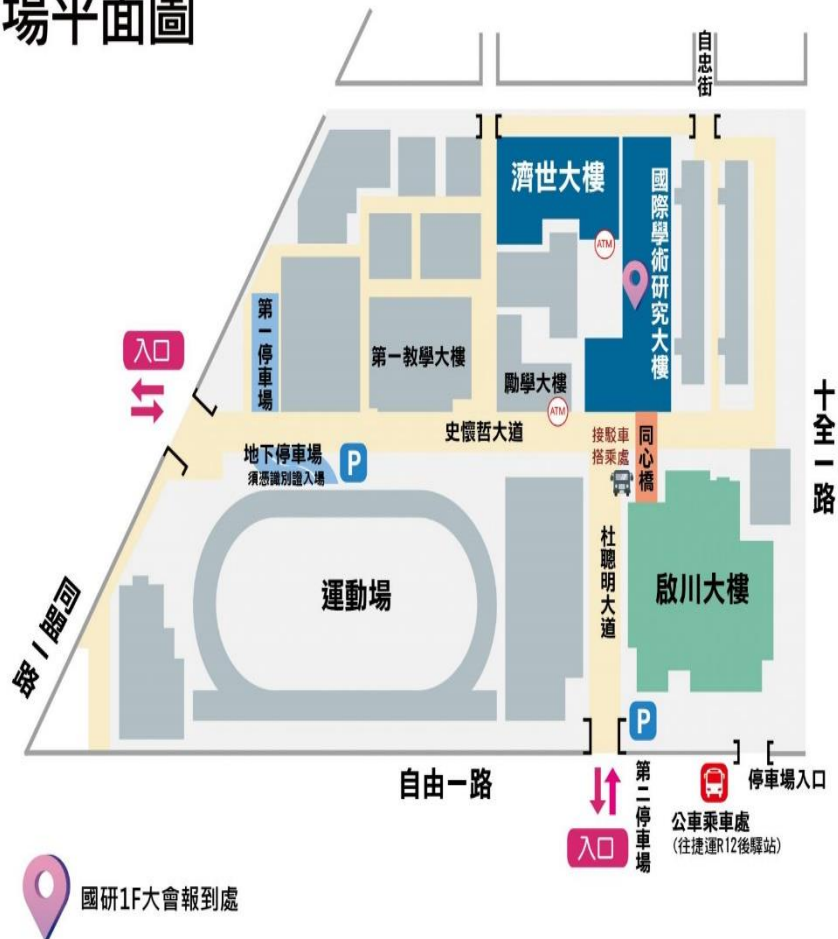 場平面圖
自忠街
濟世大樓
國際學術研究大樓
ATM
第一停車場
第一教學大樓
勵學大樓
ATM
入口
史懷哲大道
接駁車
搭乘處
同心橋
十全一路
地下停車場
須憑識別證入場
P
運動場
杜聰明大道
啟川大樓
同盟一路
P
自由一路
入口
第二停車場
停車場入口
公車乘車處
(往捷運R12後驛站)
國研1F大會報到處